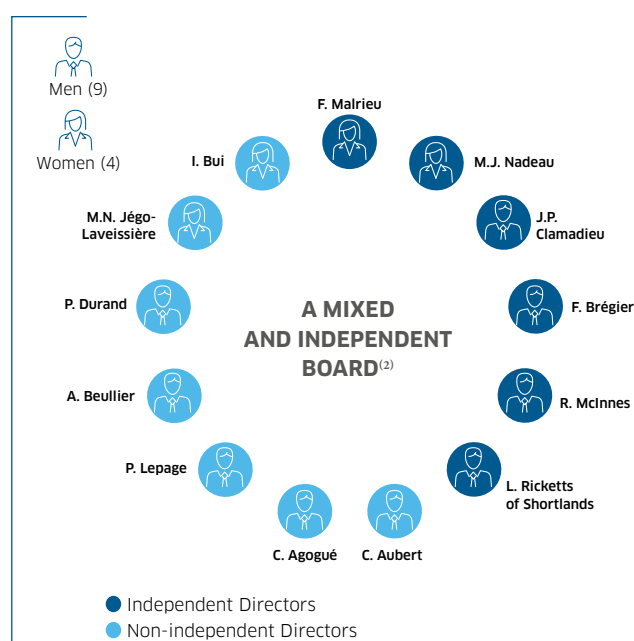 Men (9)
Women (4)
F. Malrieu
I. Bui
M.J. Nadeau
M.N. Jégo-
Laveissière
J.P.
Clamadieu
P. Durand
F. Brégier
A MIXED
AND INDEPENDENT
BOARD(2)
A. Beullier
R. McInnes
P. Lepage
L. Ricketts
of Shortlands
C. Agogué
C. Aubert
Independent Directors
Non-independent Directors